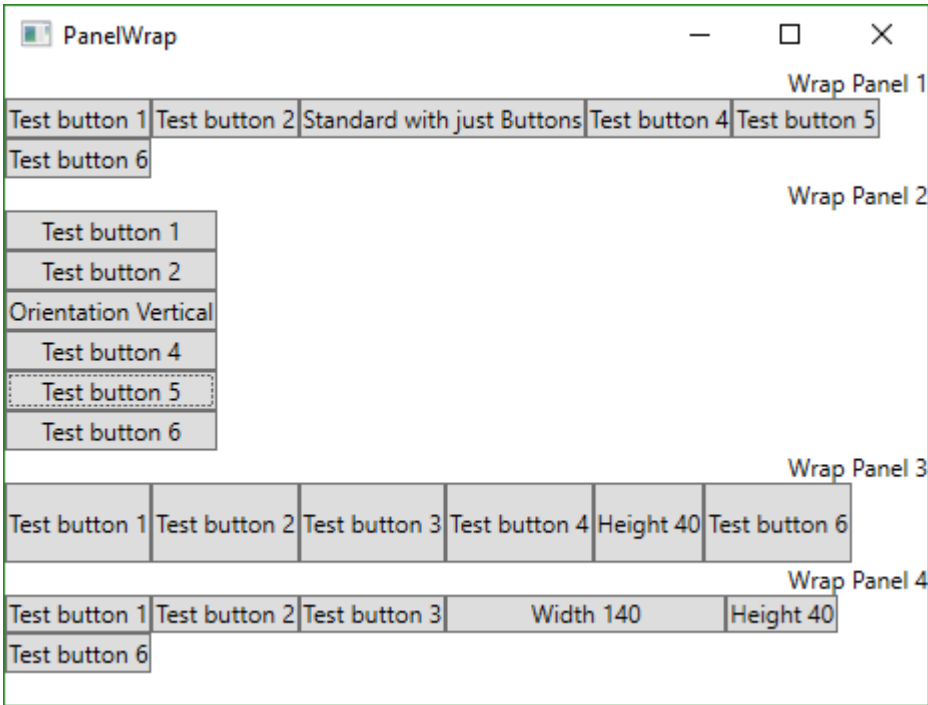 PanelWrap
Wrap Panel 1
Test button 1 Test button 2 Standard with just Buttons Test button 4 Test button 5
Test button 6
Wrap Panel 2
Test button 1
Test button 2
Orientation Vertical
Test button 4
Test button 5
Test button 6
Wrap Panel 3
Test button 1 Test button 2 Test button 3 Test button 4 Height 40 Test button 6
Wrap Panel 4
Test button 1 Test button 2 Test button 3 Width 140 Height 40
Test button 6